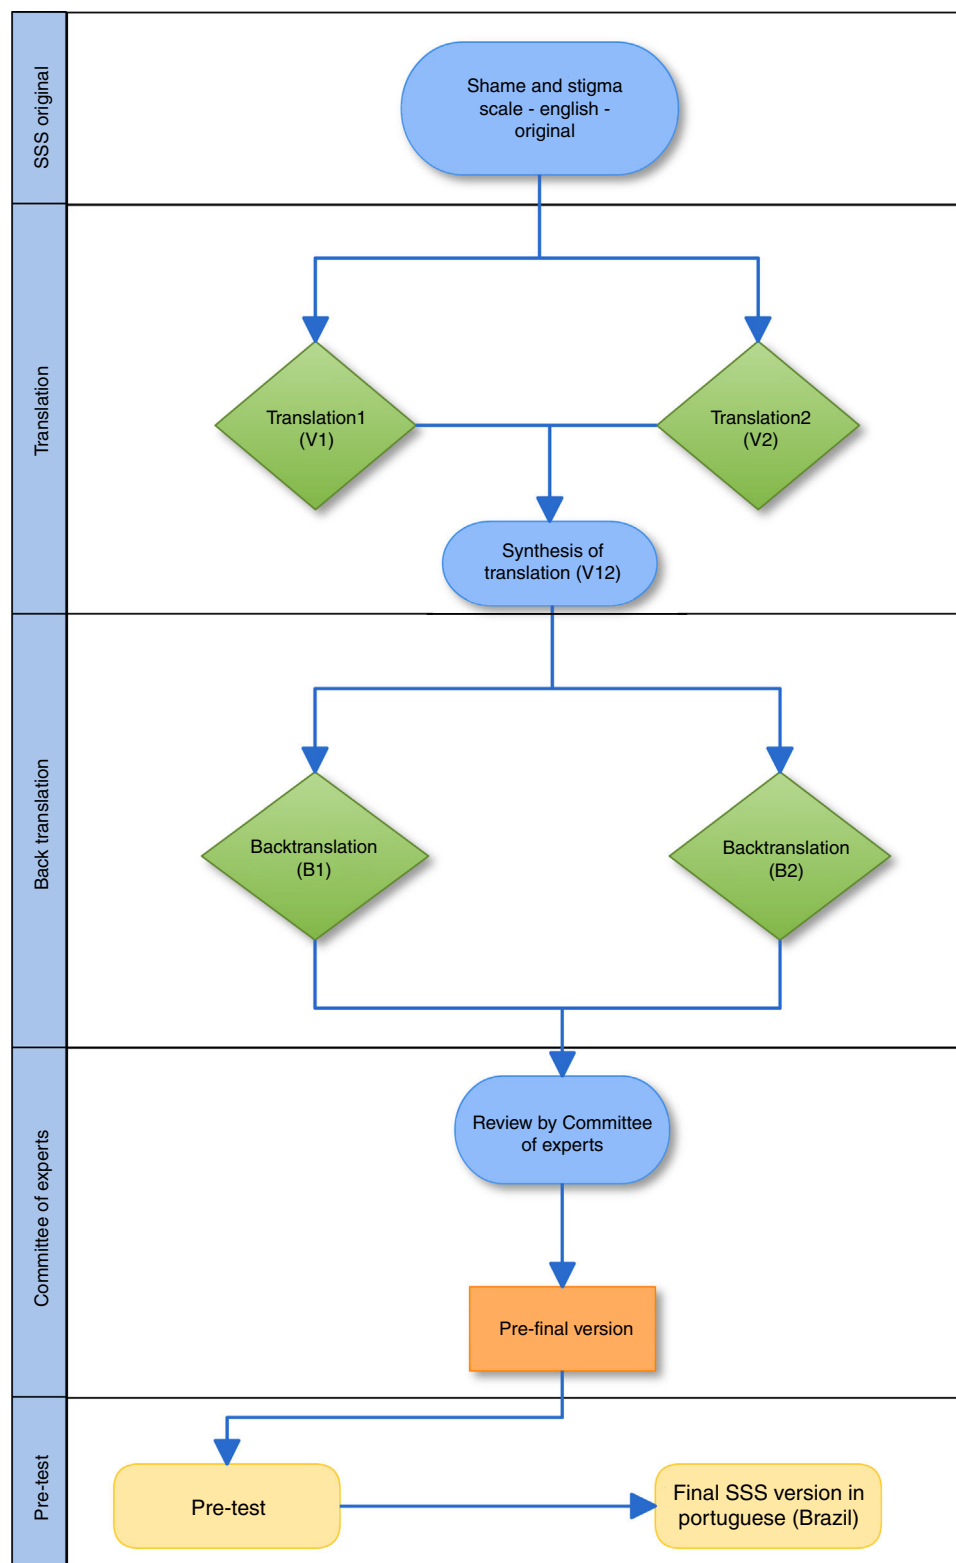 SSS original
Shame and stigma
scale - english -
original
Translation
Translation1
(V1)
Translation2
(V2)
Synthesis of
translation (V12)
Back translation
Backtranslation
(B1)
Backtranslation
(B2)
Committee of experts
Review by Committee
of experts
Pre-final version
Pre-test
Pre-test
Final SSS version in
portuguese (Brazil)